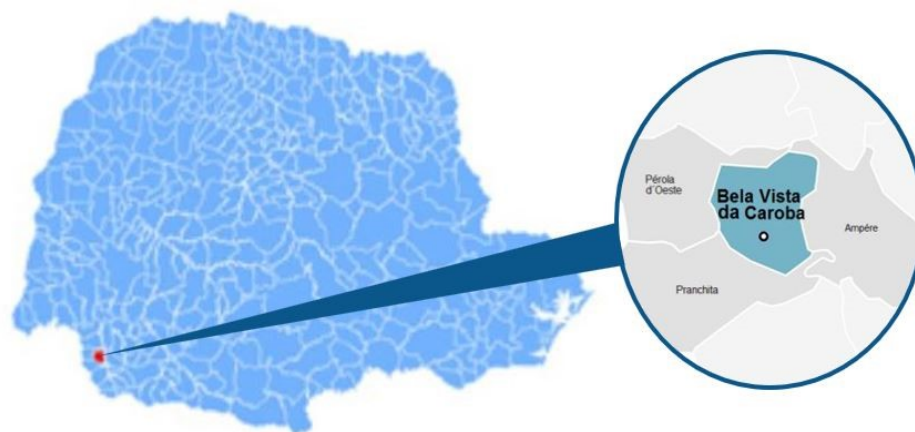 Pérola
d´Oeste
Bela Vista
da Caroba
Ampére
Pranchita